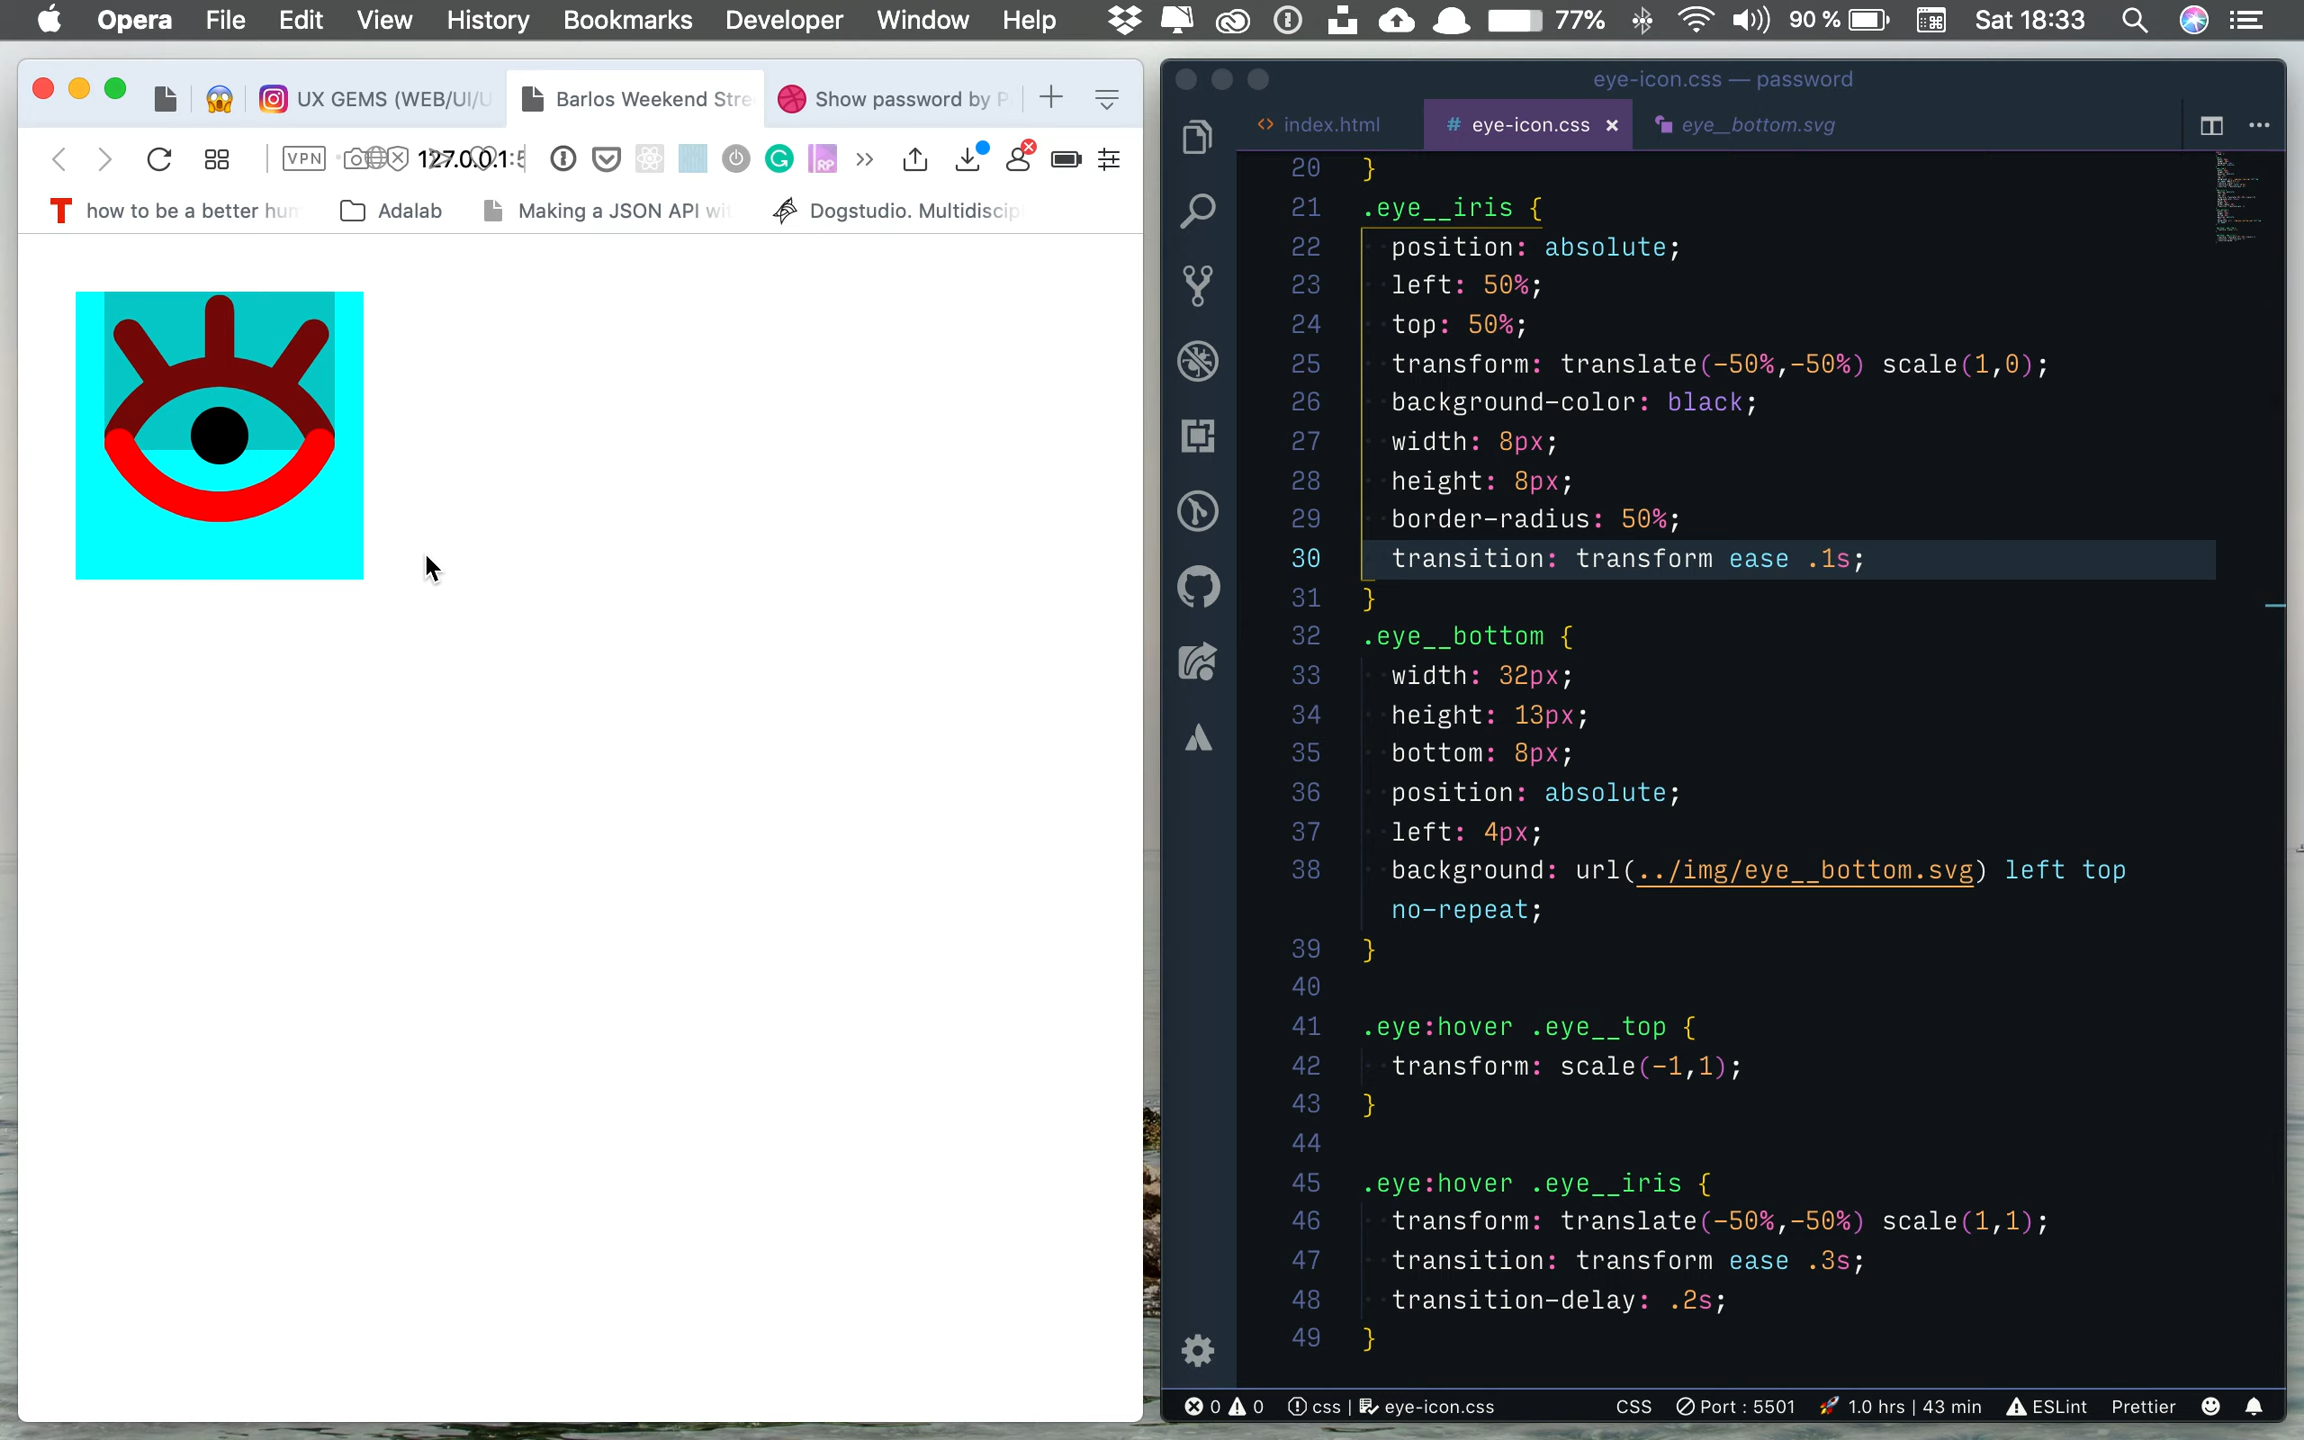 Opera File Edit View History Bookmarks Developer Window Help 77% 90 % Sat 18:33
UX GEMS (WEB/UI/U Barlos Weekend Stre Show password by P
VPN 127.0.0.1:5
how to be a better hum Adalab Making a JSON API wit Dogstudio. Multidiscip
eye-icon.css — password
<> index.html # eye-icon.css × eye__bottom.svg
20 }
21 .eye__iris {
22 position: absolute;
23 left: 50%;
24 top: 50%;
25 transform: translate(-50%,-50%) scale(1,0);
26 background-color: black;
27 width: 8px;
28 height: 8px;
29 border-radius: 50%;
30 transition: transform ease .1s;
31 }
32 .eye__bottom {
33 width: 32px;
34 height: 13px;
35 bottom: 8px;
36 position: absolute;
37 left: 4px;
38 background: url(../img/eye__bottom.svg) left top
no-repeat;
39 }
40
41 .eye:hover .eye__top {
42 transform: scale(-1,1);
43 }
44
45 .eye:hover .eye__iris {
46 transform: translate(-50%,-50%) scale(1,1);
47 transition: transform ease .3s;
48 transition-delay: .2s;
49 }
0 0 css | eye-icon.css CSS Port : 5501 1.0 hrs | 43 min ESLint Prettier